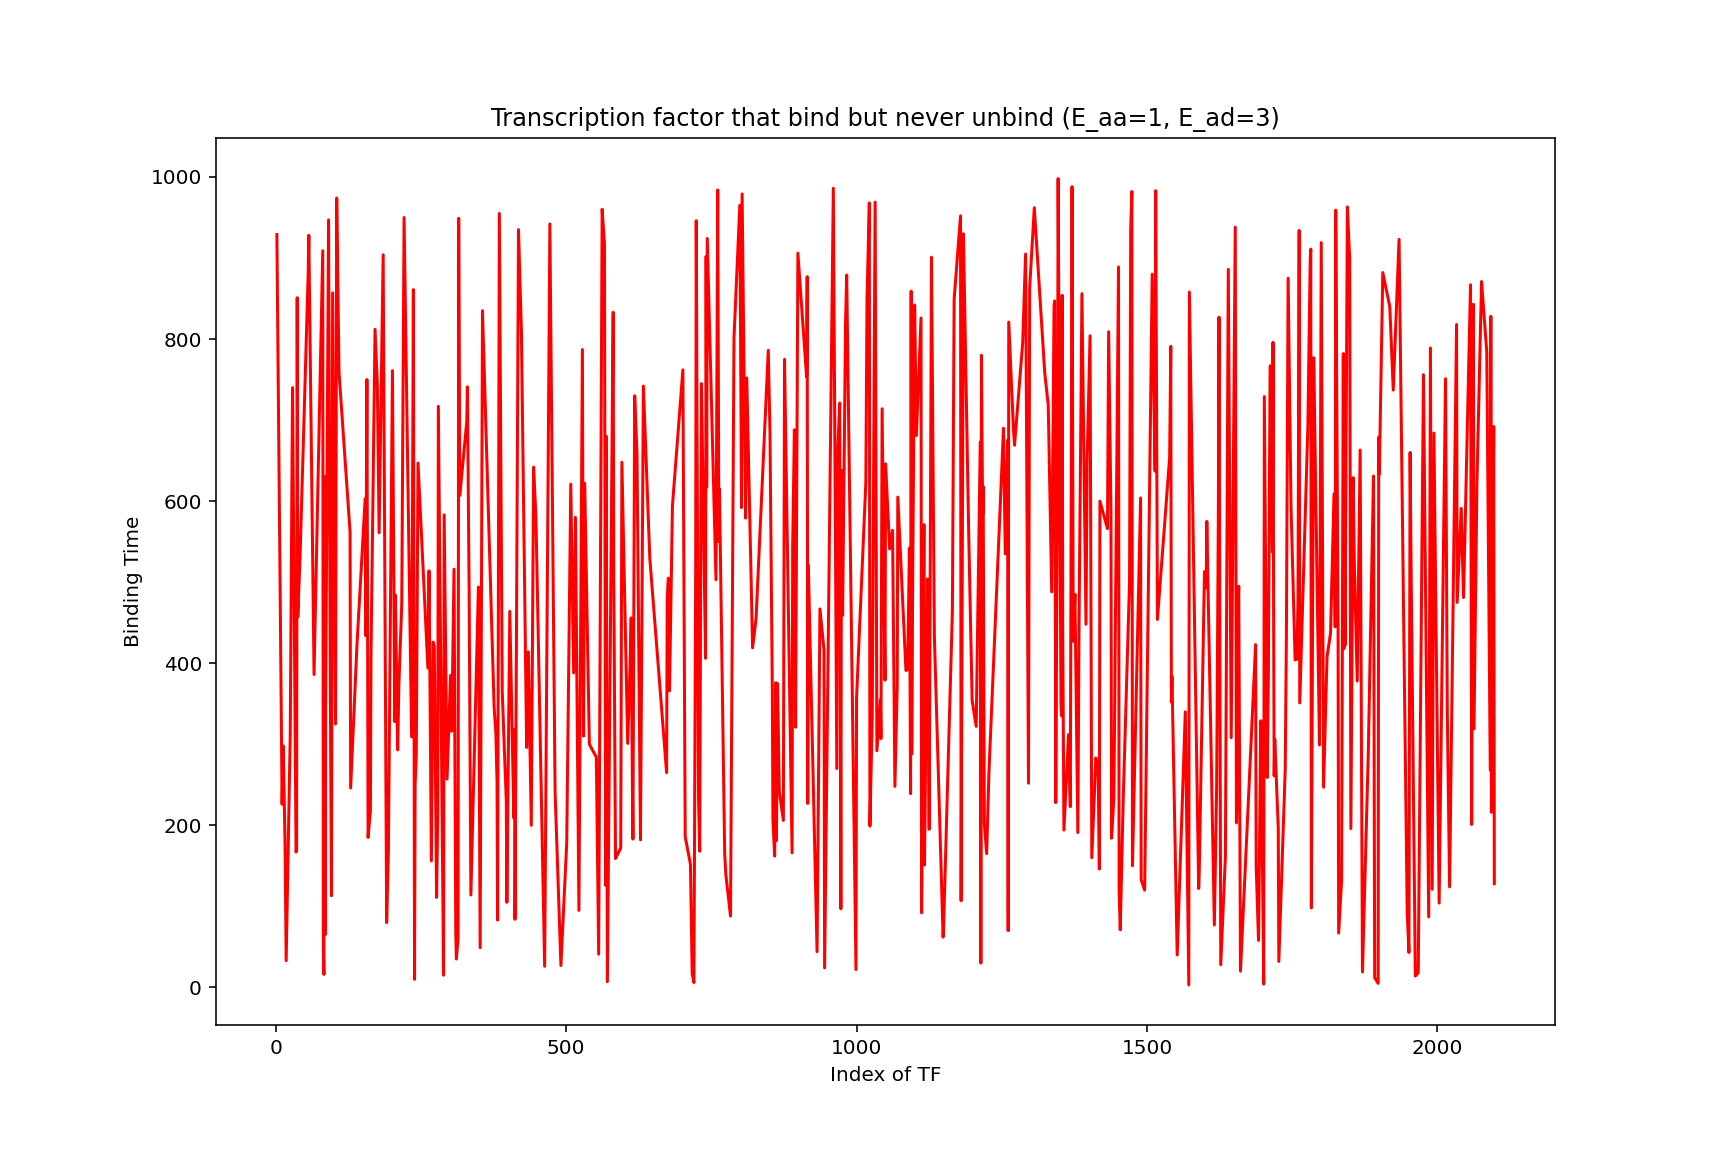 Transcription factor that bind but never unbind (E_aa=1, E_ad=3)
1000
800
600
400
200
0
Binding Time
0 500 1000 1500 2000
Index of TF